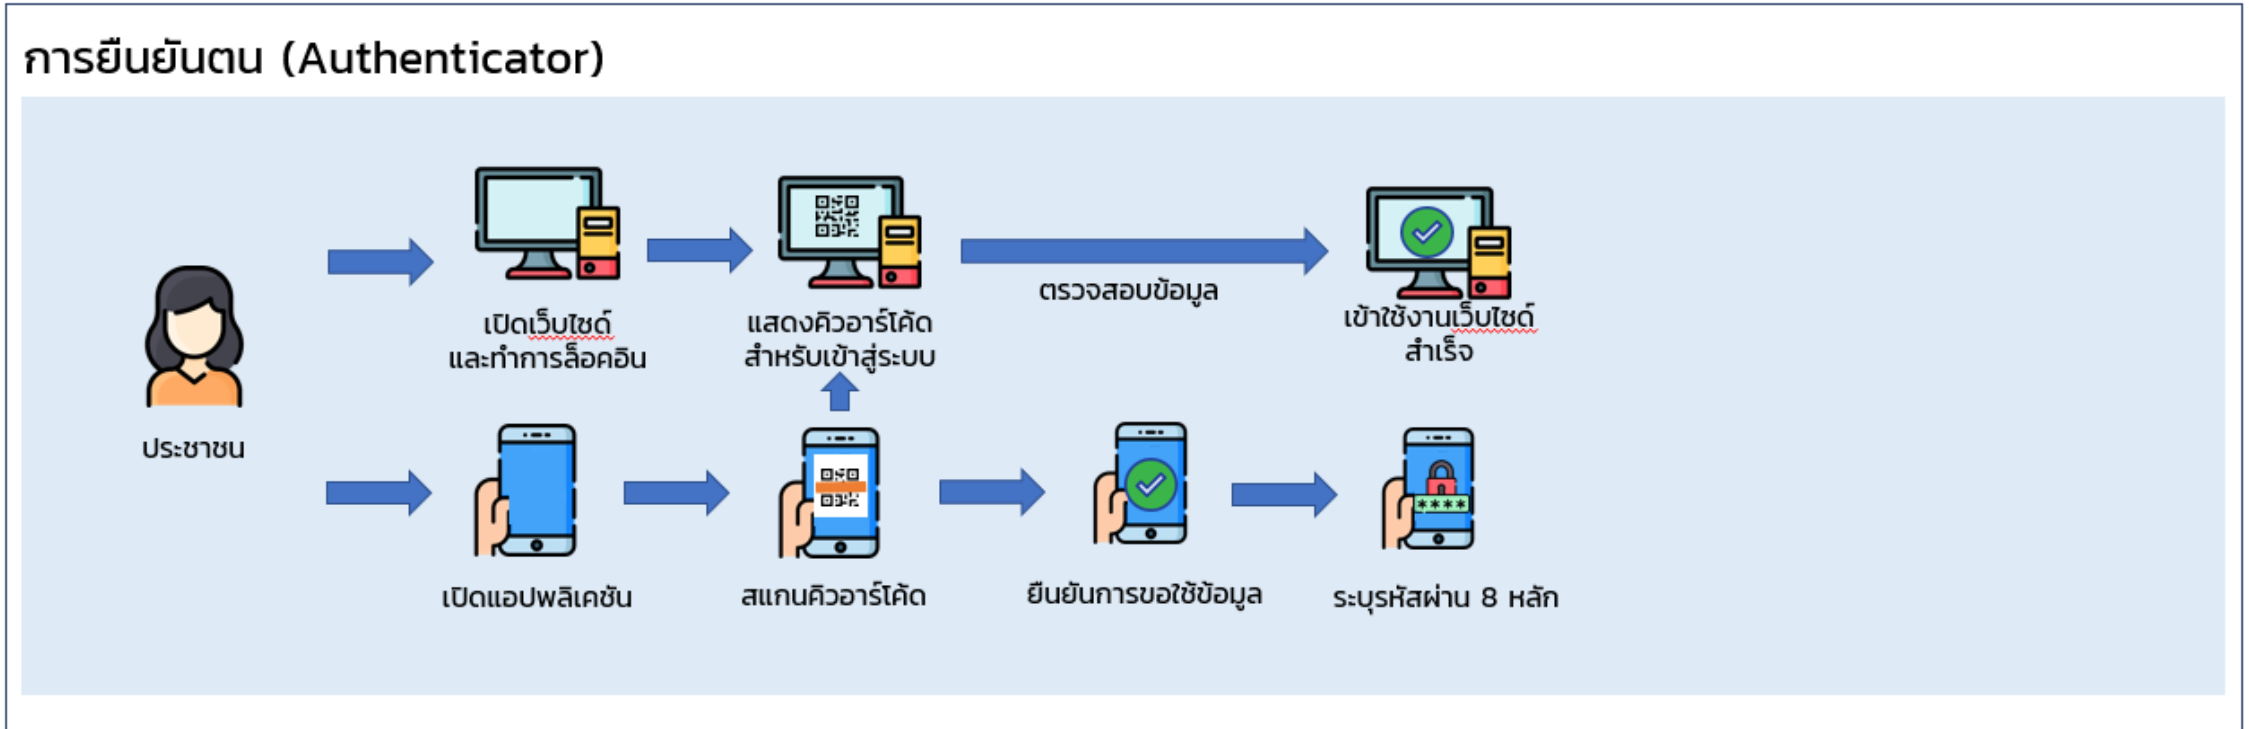 การยืนยันตน (Authenticator)
ประชาชน
เปิดเว็บไซด์
และทำการล็อคอิน
แสดงคิวอาร์โค้ด
สำหรับเข้าสู่ระบบ
ตรวจสอบข้อมูล
เข้าใช้งานเว็บไซด์
สำเร็จ
เปิดแอปพลิเคชัน
สแกนคิวอาร์โค้ด
ยืนยันการขอใช้ข้อมูล
****
ระบุรหัสผ่าน 8 หลัก